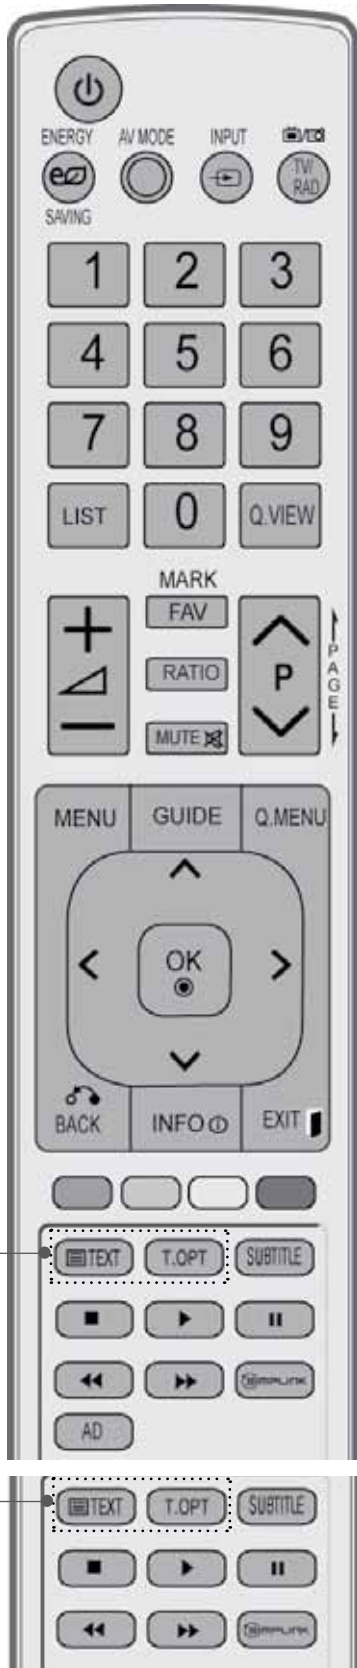 ENERGY AV MODE INPUT
TV/
RAD
SAVING
1 2 3
4 5 6
7 8 9
LIST 0 Q.VIEW
MARK
FAV
RATIO
P
PAGE
MUTE
MENU GUIDE Q.MENU
OK
BACK INFO EXIT
TEXT T.OPT SUBTITLE
SIMPLINK
AD
TEXT T.OPT SUBTITLE
SIMPLINK